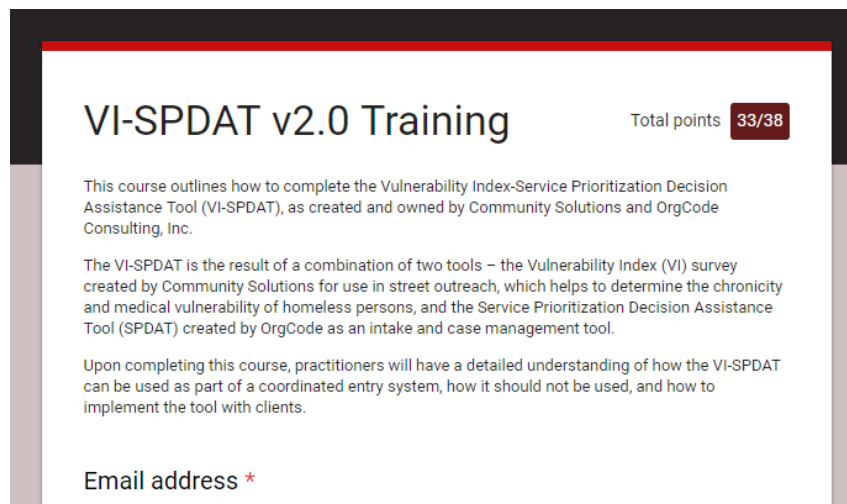 VI-SPDAT v2.0 Training
Total points 33/38
This course outlines how to complete the Vulnerability Index-Service Prioritization Decision
Assistance Tool (VI-SPDAT), as created and owned by Community Solutions and OrgCode
Consulting, Inc.
The VI-SPDAT is the result of a combination of two tools – the Vulnerability Index (VI) survey
created by Community Solutions for use in street outreach, which helps to determine the chronicity
and medical vulnerability of homeless persons, and the Service Prioritization Decision Assistance
Tool (SPDAT) created by OrgCode as an intake and case management tool.
Upon completing this course, practitioners will have a detailed understanding of how the VI-SPDAT
can be used as part of a coordinated entry system, how it should not be used, and how to
implement the tool with clients.
Email address *